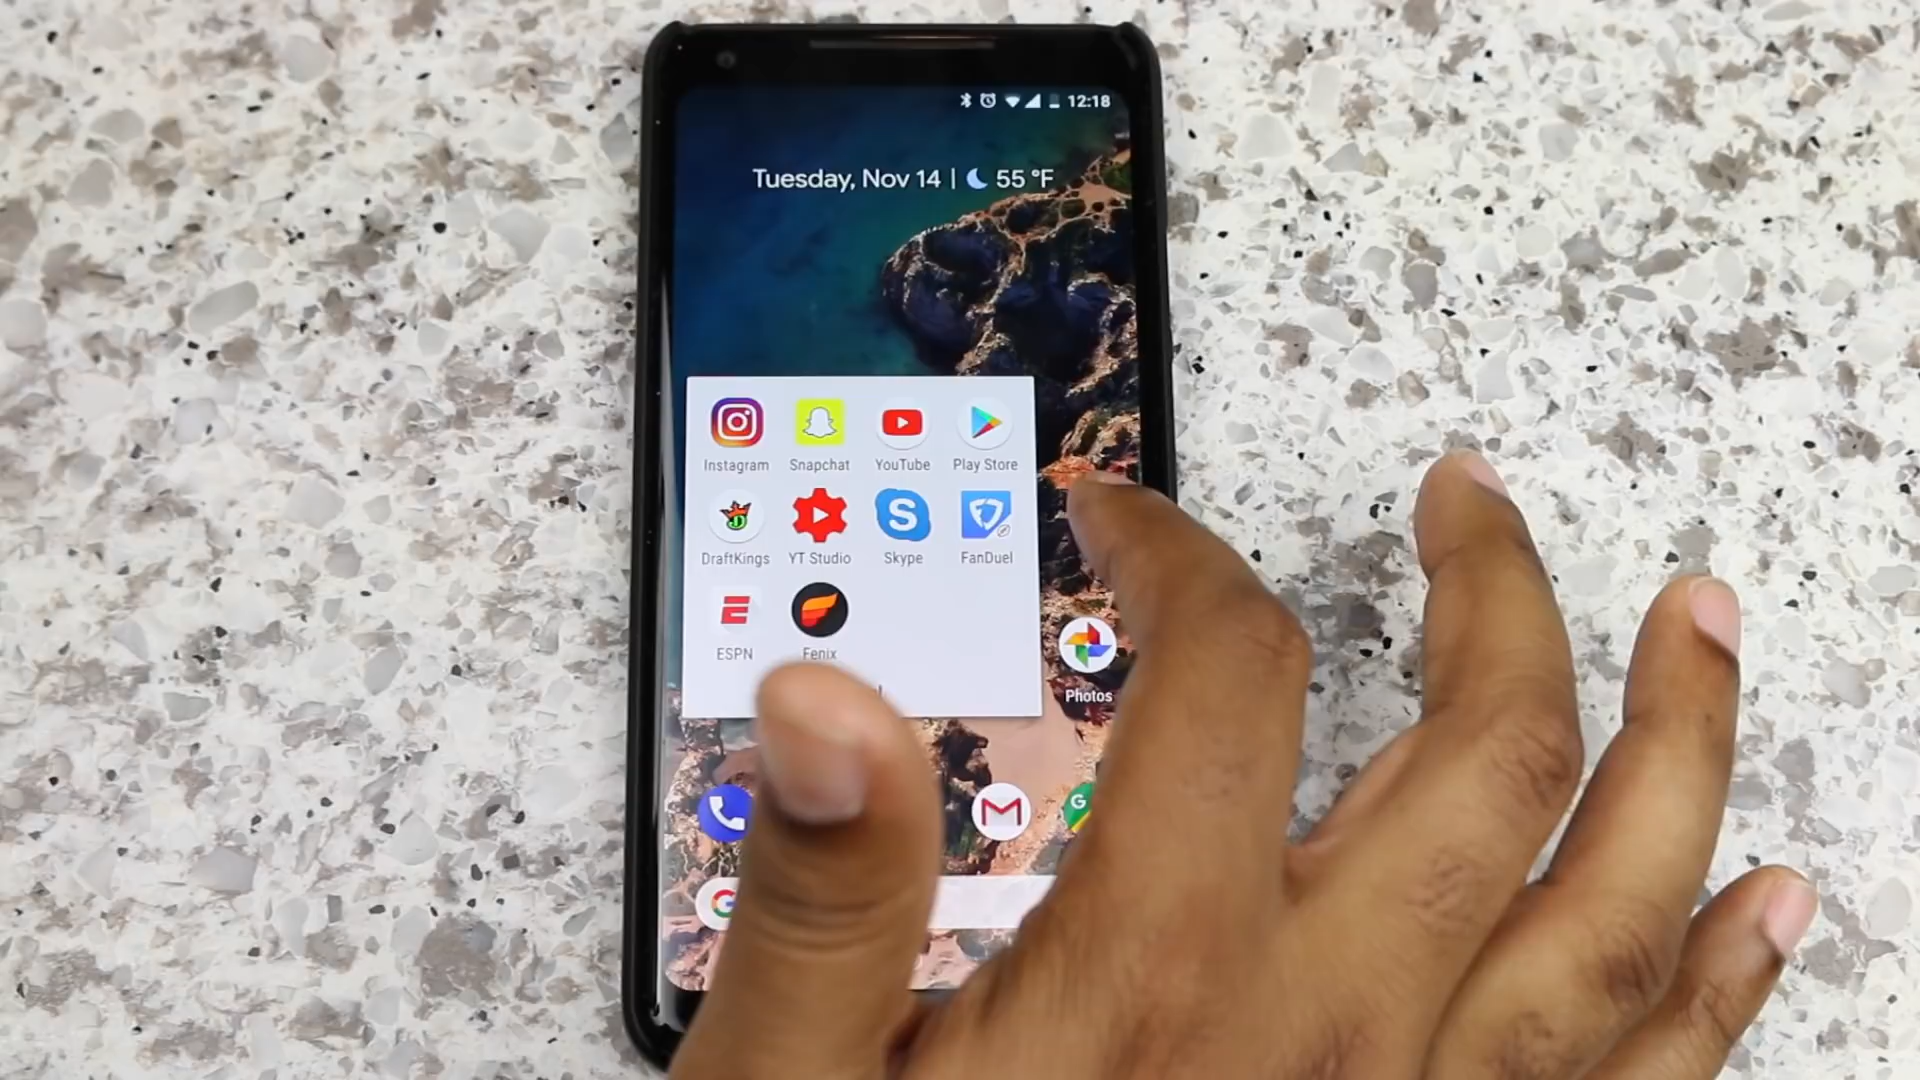 12:18
Tuesday, Nov 14 | 55 °F
Instagram Snapchat YouTube Play Store
DraftKings YT Studio Skype FanDuel
ESPN Fenix
Photos